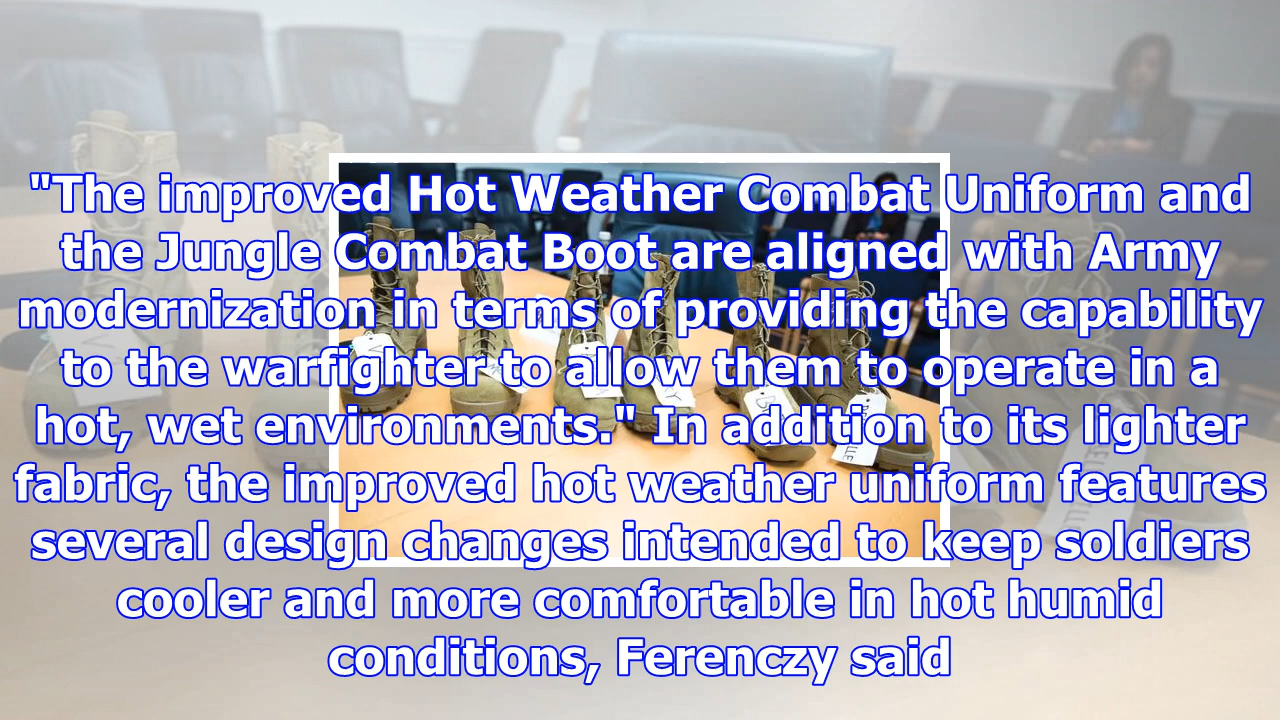 "The improved Hot Weather Combat Uniform and
the Jungle Combat Boot are aligned with Army
modernization in terms of providing the capability
to the warfighter to allow them to operate in a
hot, wet environments." In addition to its lighter
fabric, the improved hot weather uniform features
several design changes intended to keep soldiers
cooler and more comfortable in hot humid
conditions, Ferenczy said